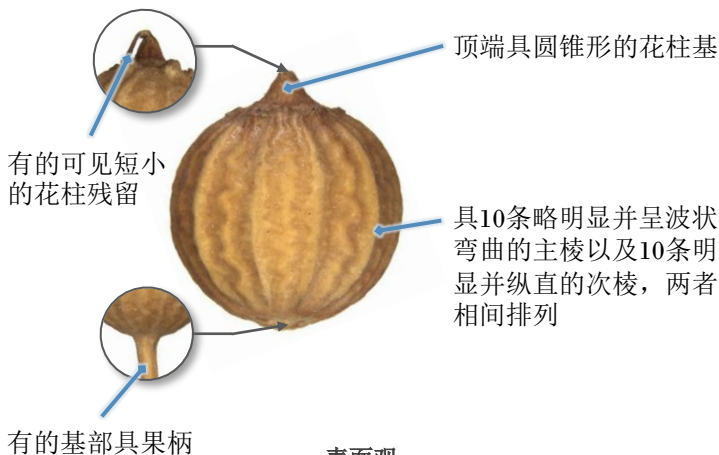 顶端具圆锥形的花柱基
有的可见短小
的花柱残留
具10条略明显并呈波状
弯曲的主棱以及10条明
显并纵直的次棱，两者
相间排列
有的基部具果柄